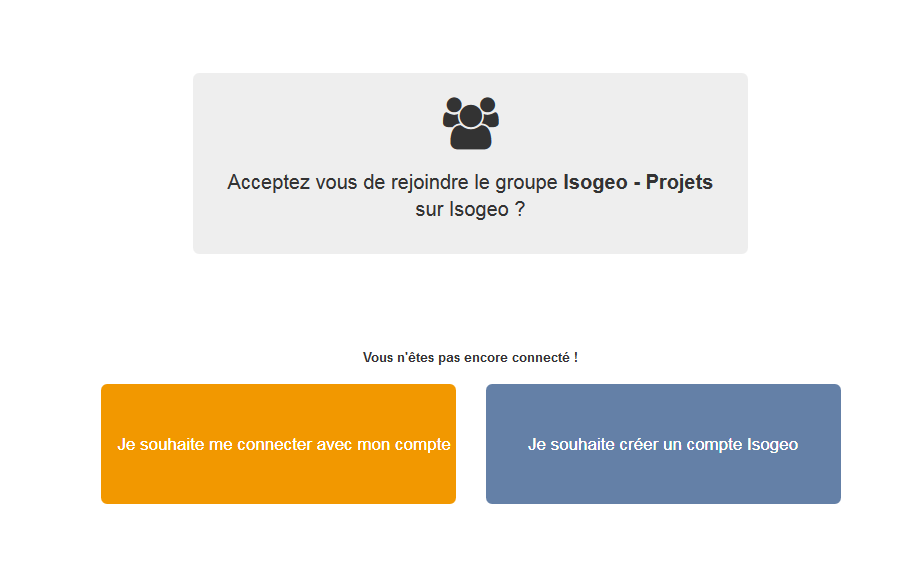 Acceptez vous de rejoindre le groupe Isogeo - Projets
sur Isogeo ?
Vous n'êtes pas encore connecté !
Je souhaite me connecter avec mon compte
Je souhaite créer un compte Isogeo